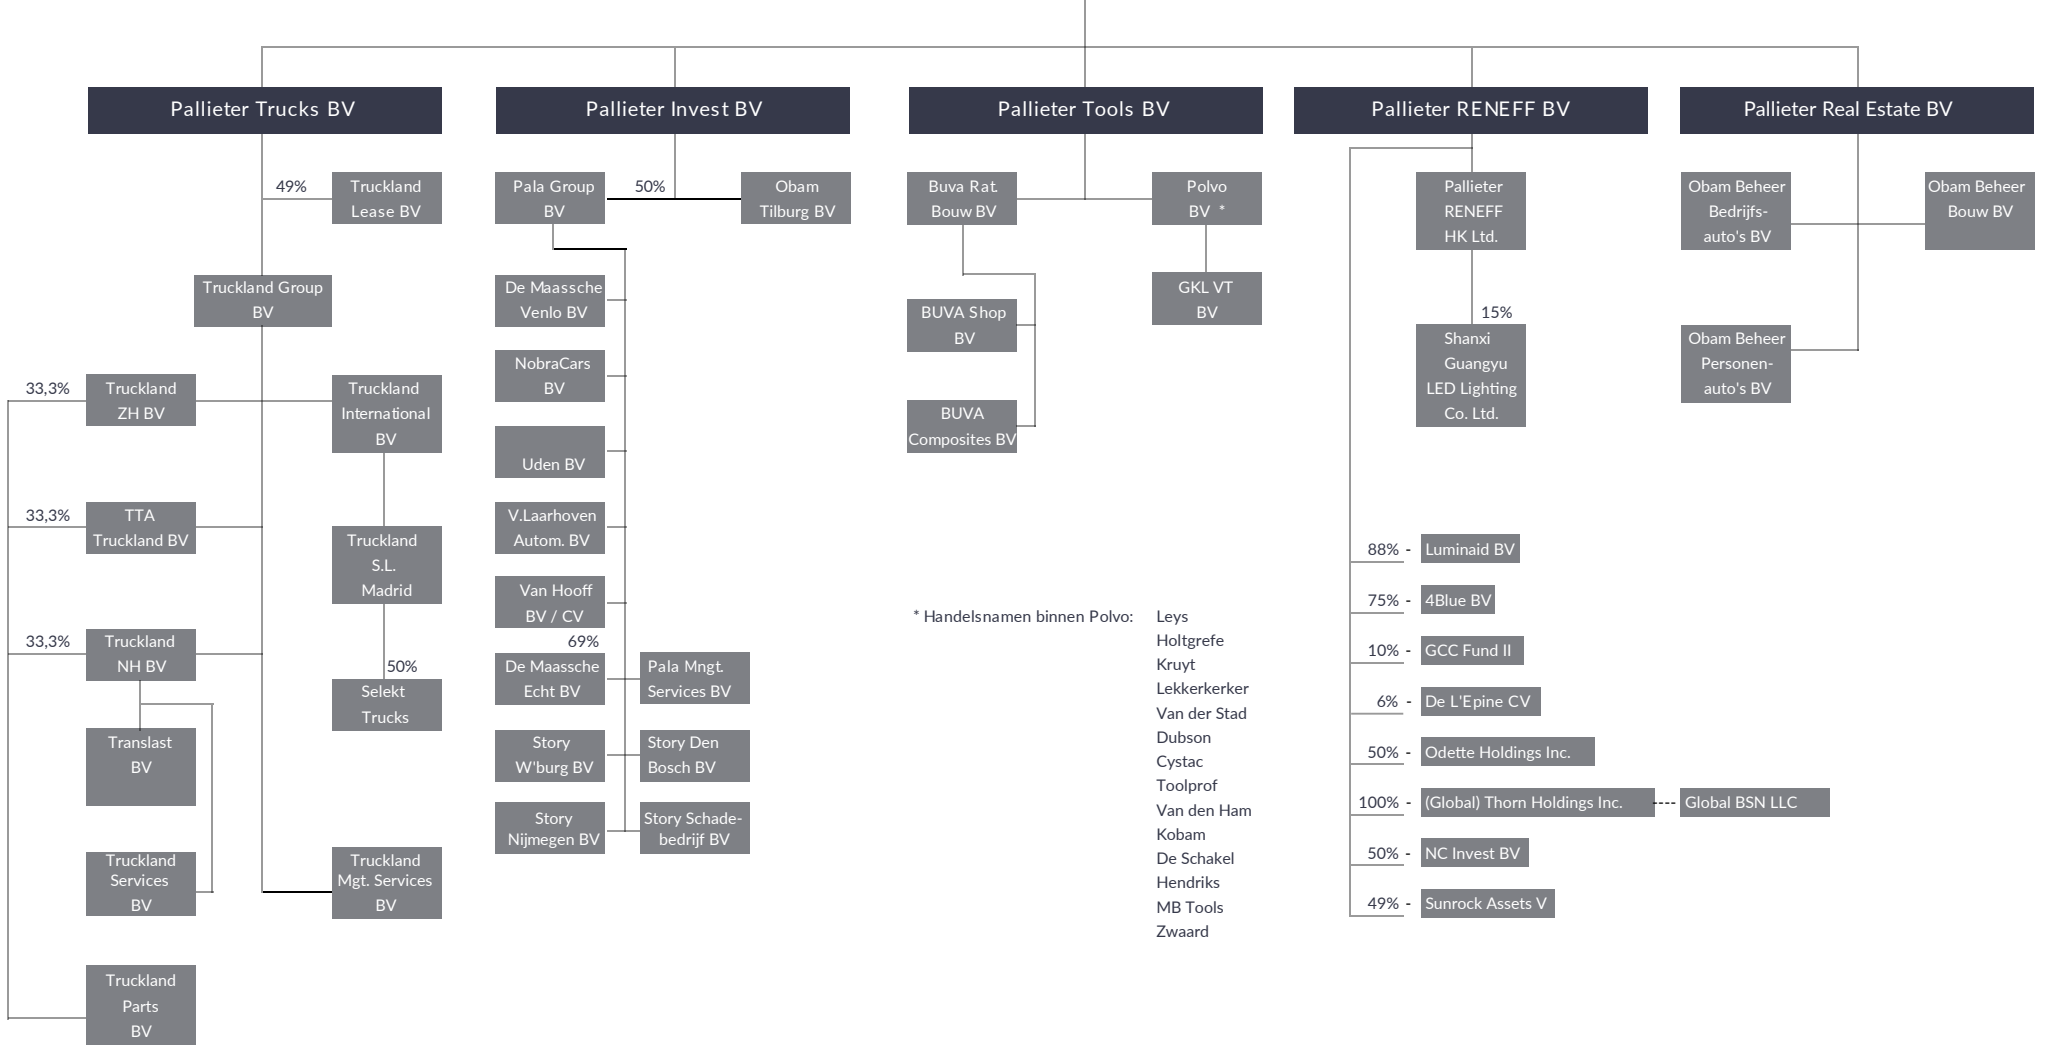 Pallieter Trucks BV
49%
Truckland
Lease BV
Truckland Group
BV
33,3%
Truckland
ZH BV
Truckland
International
BV
33,3%
TTA
Truckland BV
Truckland
S.L.
Madrid
33,3%
Truckland
NH BV
50%
Selekt
Trucks
Translast
BV
Truckland
Services
BV
Truckland
Mgt. Services
BV
Truckland
Parts
BV
Pallieter Invest BV
Pala Group
BV
50%
Obam
Tilburg BV
De Maassche
Venlo BV
NobraCars
BV
Uden BV
V.Laarhoven
Autom. BV
Van Hooff
BV / CV
69%
De Maassche
Echt BV
Pala Mngt.
Services BV
Story
W'burg BV
Story Den
Bosch BV
Story
Nijmegen BV
Story Schade-
bedrijf BV
Pallieter Tools BV
Buva Rat.
Bouw BV
Polvo
BV *
GKL VT
BV
BUVA Shop
BV
BUVA
Composites BV
* Handelsnamen binnen Polvo:
Leys
Holtgrefe
Kruyt
Lekkerkerker
Van der Stad
Dubson
Cystac
Toolprof
Van den Ham
Kobam
De Schakel
Hendriks
MB Tools
Zwaard
Pallieter RENEFF BV
Pallieter
RENEFF
HK Ltd.
15%
Shanxi
Guangyu
LED Lighting
Co. Ltd.
88% - Luminaid BV
75% - 4Blue BV
10% - GCC Fund II
6% - De L'Epine CV
50% - Odette Holdings Inc.
100% - (Global) Thorn Holdings Inc. ---- Global BSN LLC
50% - NC Invest BV
49% - Sunrock Assets V
Pallieter Real Estate BV
Obam Beheer
Bedrijfs-
auto's BV
Obam Beheer
Bouw BV
Obam Beheer
Personen-
auto's BV